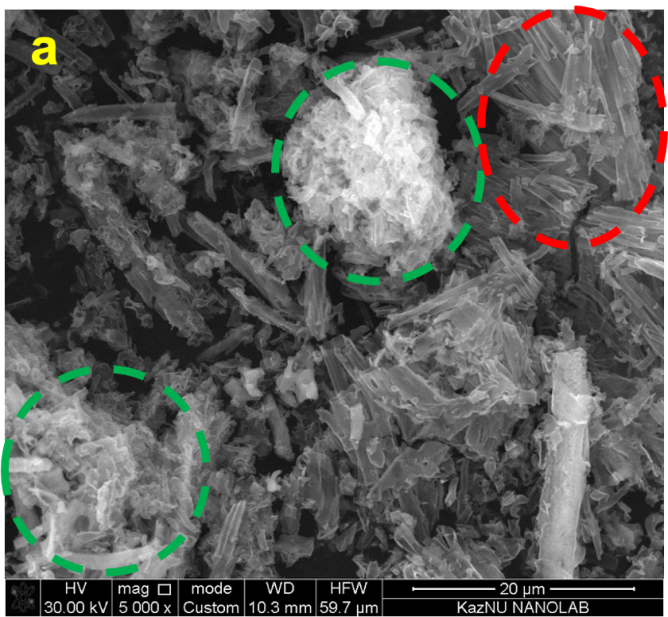 a
HV mag □ mode WD HFW 20 μm
30.00 kV 5 000 x Custom 10.3 mm 59.7 μm KazNU NANOLAB